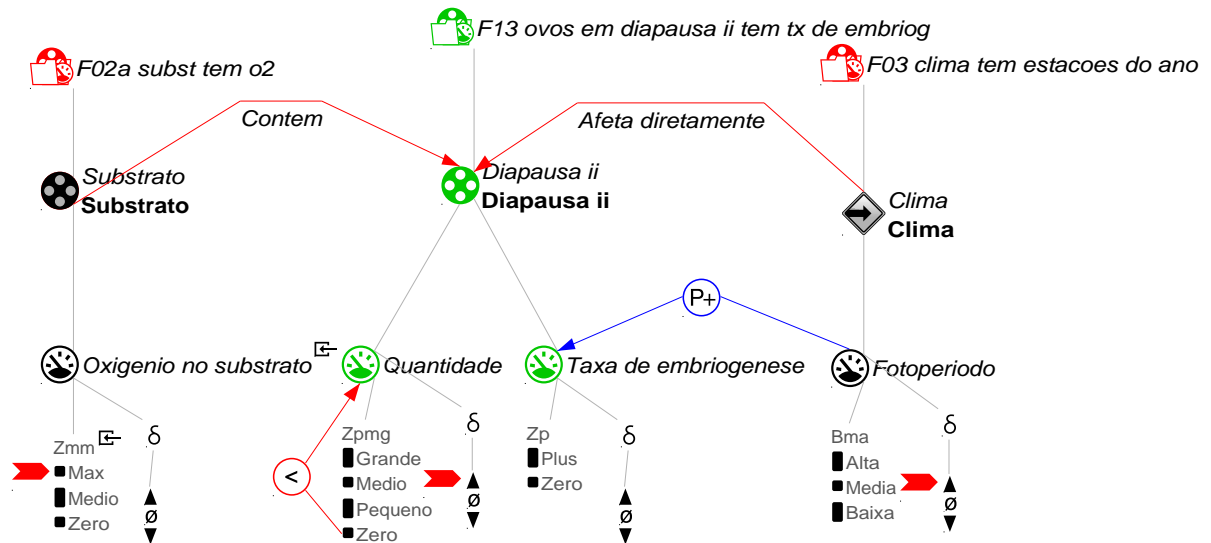 F13 ovos em diapausa ii tem tx de embriog
F02a subst tem o2
F03 clima tem estacoes do ano
Contem
Afeta diretamente
Substrato
Substrato
Diapausa ii
Diapausa ii
Clima
Clima
P+
Oxigenio no substrato
Quantidade
Taxa de embriogenese
Fotoperiodo
Zmm
δ
Max
Medio
Zero
ø
<
Zpmg
δ
Grande
Medio
Pequeno
Zero
ø
Zp
δ
Plus
Zero
ø
Bma
δ
Alta
Media
Baixa
ø